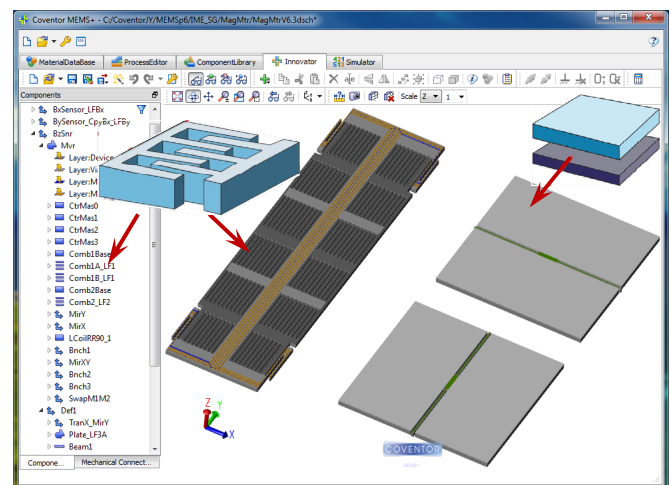 Coventor MEMS+ - C:/CoventorJY/MEMSp6/IME_SG/MagMtr/MagMtrV6.3dsch*
MaterialDataBase ProcessEditor ComponentLibrary Innovator Simulator
Components
Scale Z 1
BxSensor_LFBx
BySensor_CpyBx_LFBy
BzSnr
Mvr
Layer:Device
Layer:Vi
Layer:M
Layer:M
CtrMas0
CtrMas1
CtrMas2
CtrMas3
Comb1Base
Comb1A_LF1
Comb1B_LF1
Comb2Base
Comb2_LF2
MirY
MirX
LCoilRR90_1
Bnch1
MirXY
Bnch2
Bnch3
SwapM1M2
Def1
TranX_MirY
Plate_LF3A
Beam1
Z Y
X
COVENTOR
Compone... Mechanical Connect...